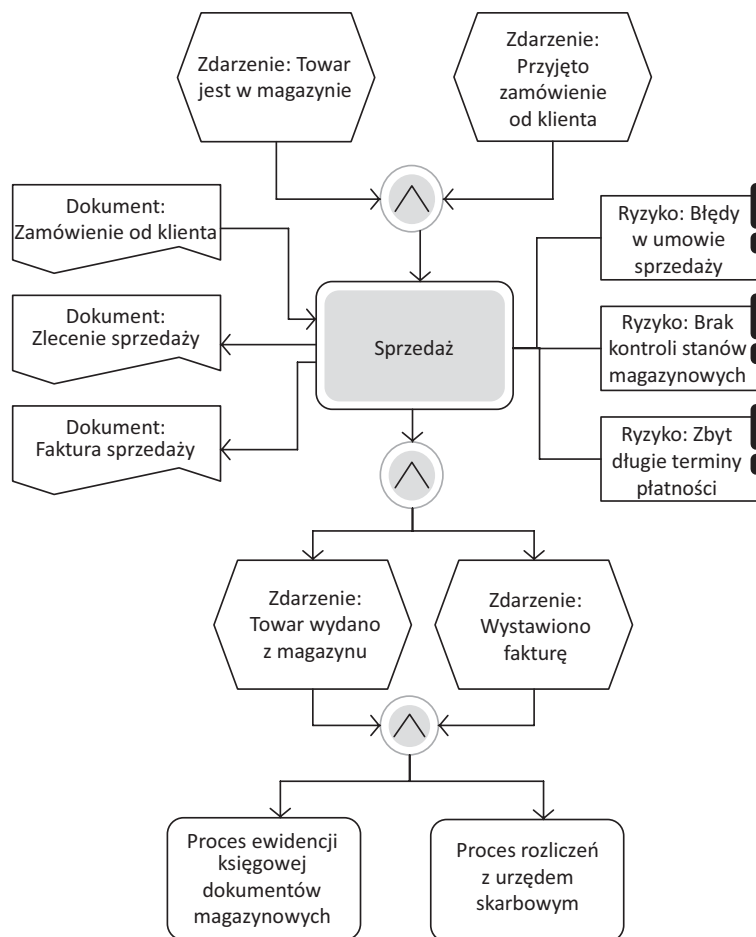 Zdarzenie: Towar
jest w magazynie
Zdarzenie:
Przyjęto
zamówienie
od klienta
Dokument:
Zamówienie od klienta
Dokument:
Zlecenie sprzedaży
Dokument:
Faktura sprzedaży
Sprzedaż
Ryzyko: Błędy
w umowie
sprzedaży
Ryzyko: Brak
kontroli stanów
magazynowych
Ryzyko: Zbyt
długie terminy
płatności
Zdarzenie:
Towar wydano
z magazynu
Zdarzenie:
Wystawiono
fakturę
Proces ewidencji
księgowej
dokumentów
magazynowych
Proces rozliczeń
z urzędem
skarbowym